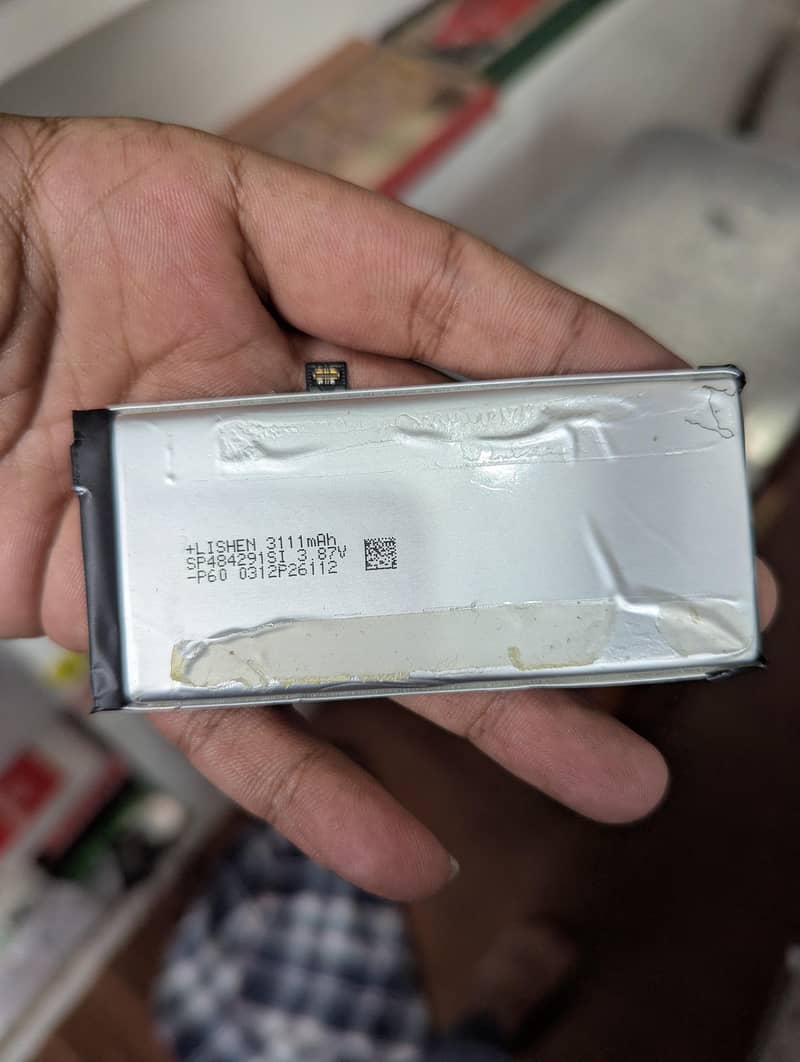 +LISHEN 3111mAh
SP484291SI 3.87V
-P60 0312P26112